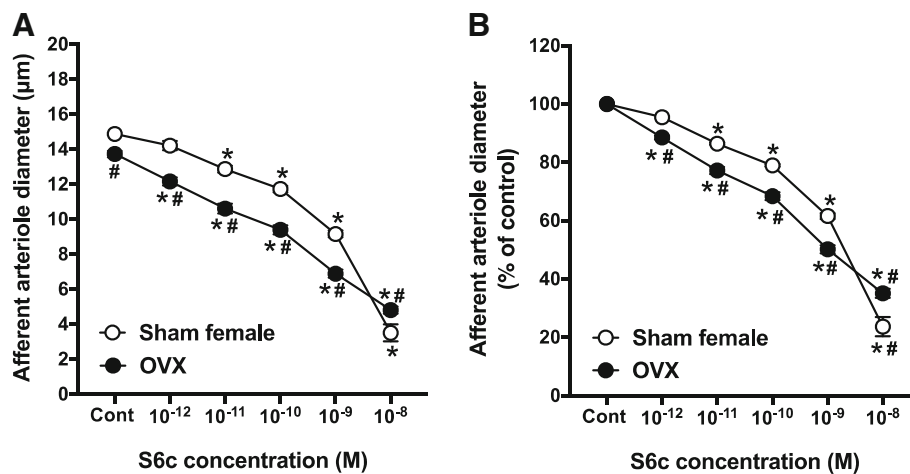 A
Afferent arteriole diameter (µm)
20
18
16
14
12
10
8
6
4
2
0
#
* #
* #
* #
* #
* #
*
*
*
*
Sham female
OVX
Cont 10-12 10-11 10-10 10-9 10-8
S6c concentration (M)
B
Afferent arteriole diameter
(% of control)
120
100
80
60
40
20
0
*
*
*
* #
* #
* #
* #
* #
* #
Sham female
OVX
Cont 10-12 10-11 10-10 10-9 10-8
S6c concentration (M)